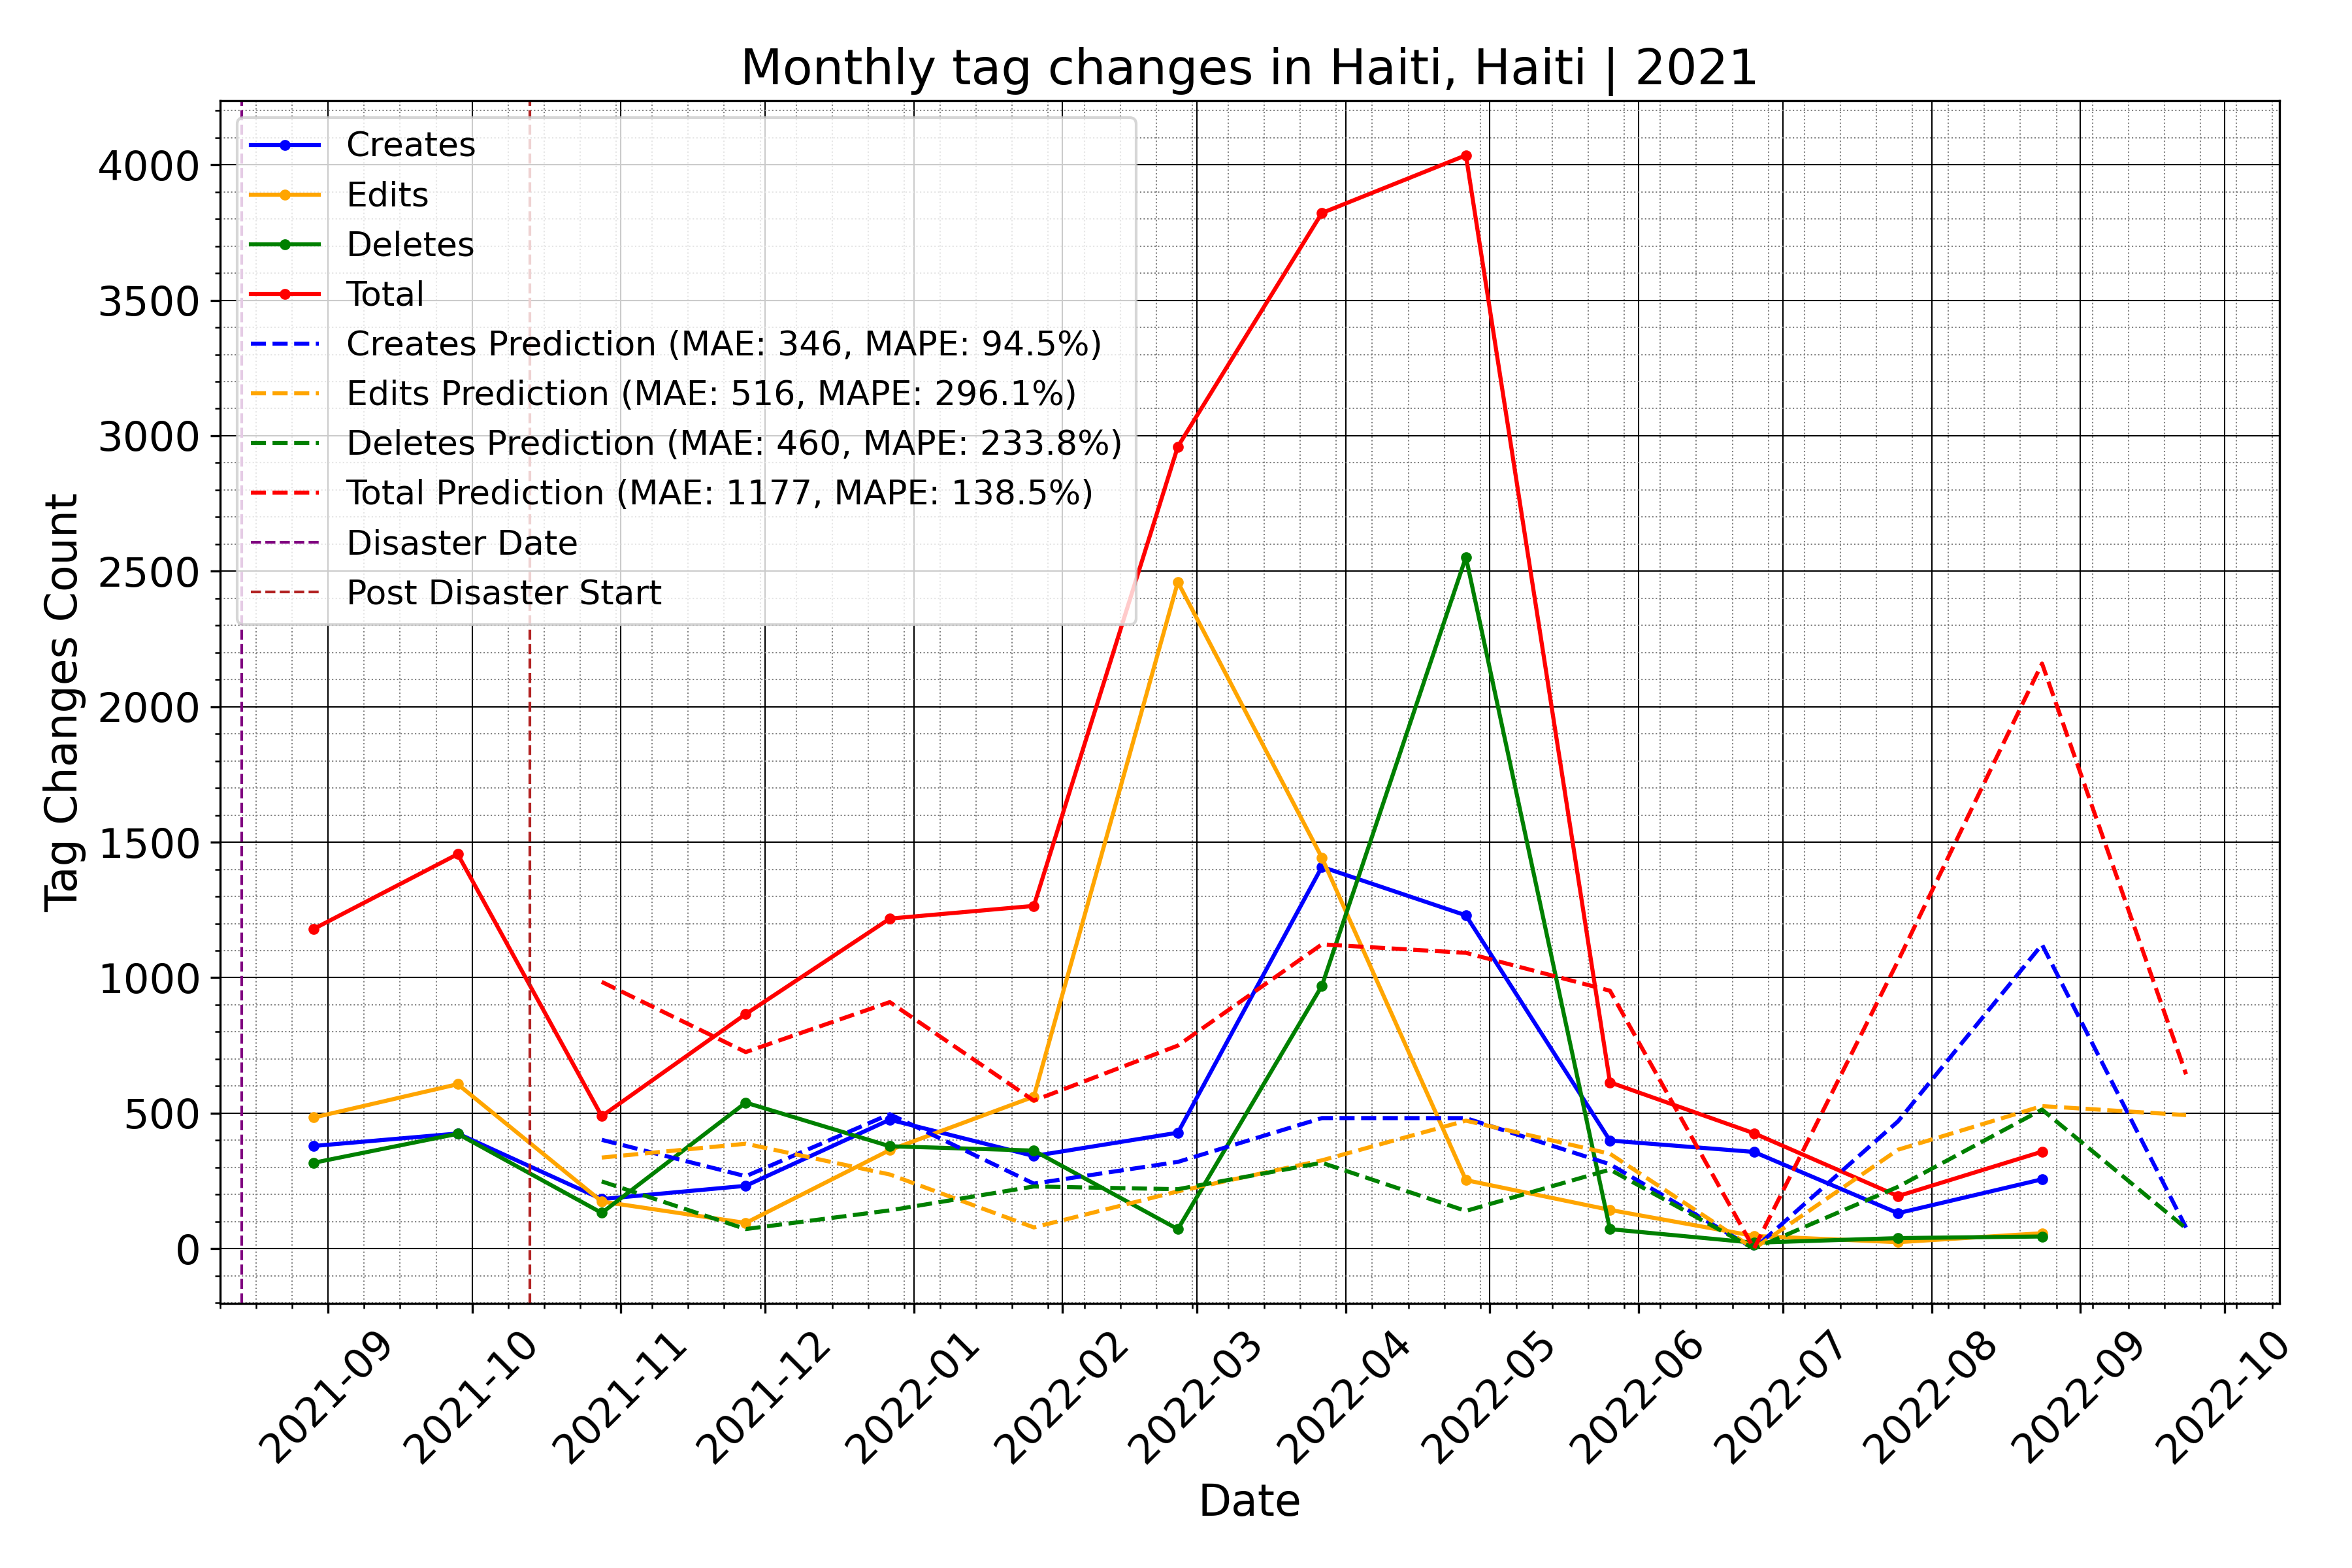 Monthly tag changes in Haiti, Haiti | 2021
Creates
Edits
Deletes
Total
Creates Prediction (MAE: 346, MAPE: 94.5%)
Edits Prediction (MAE: 516, MAPE: 296.1%)
Deletes Prediction (MAE: 460, MAPE: 233.8%)
Total Prediction (MAE: 1177, MAPE: 138.5%)
Disaster Date
Post Disaster Start
Tag Changes Count
4000
3500
3000
2500
2000
1500
1000
500
0
2021-09
2021-10
2021-11
2021-12
2022-01
2022-02
2022-03
2022-04
2022-05
2022-06
2022-07
2022-08
2022-09
2022-10
Date